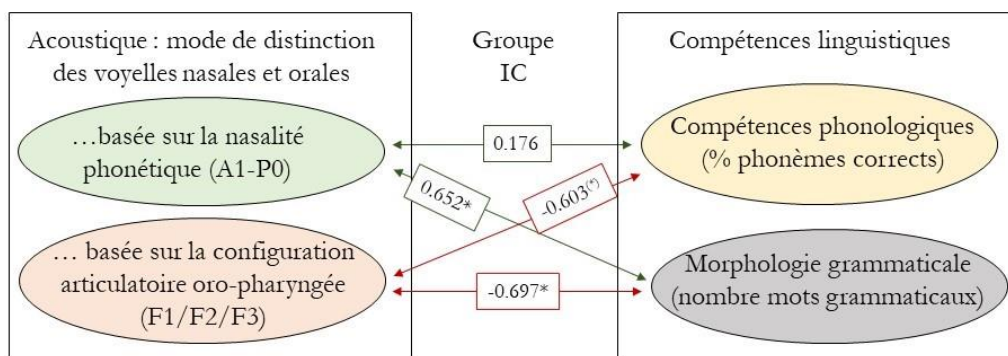 Acoustique : mode de distinction
des voyelles nasales et orales
…basée sur la nasalité
phonétique (A1-P0)
… basée sur la configuration
articulatoire oro-pharyngée
(F1/F2/F3)
Groupe
IC
0.176
0.652*
-0.603(*)
-0.697*
Compétences linguistiques
Compétences phonologiques
(% phonèmes corrects)
Morphologie grammaticale
(nombre mots grammaticaux)